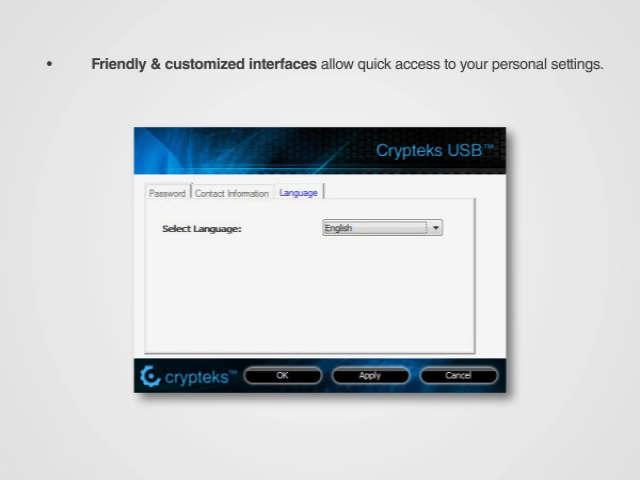 • Friendly & customized interfaces allow quick access to your personal settings.
Crypteks USB™
Password Contact Information Language
Select Language: English
crypteks™ OK Apply Cancel